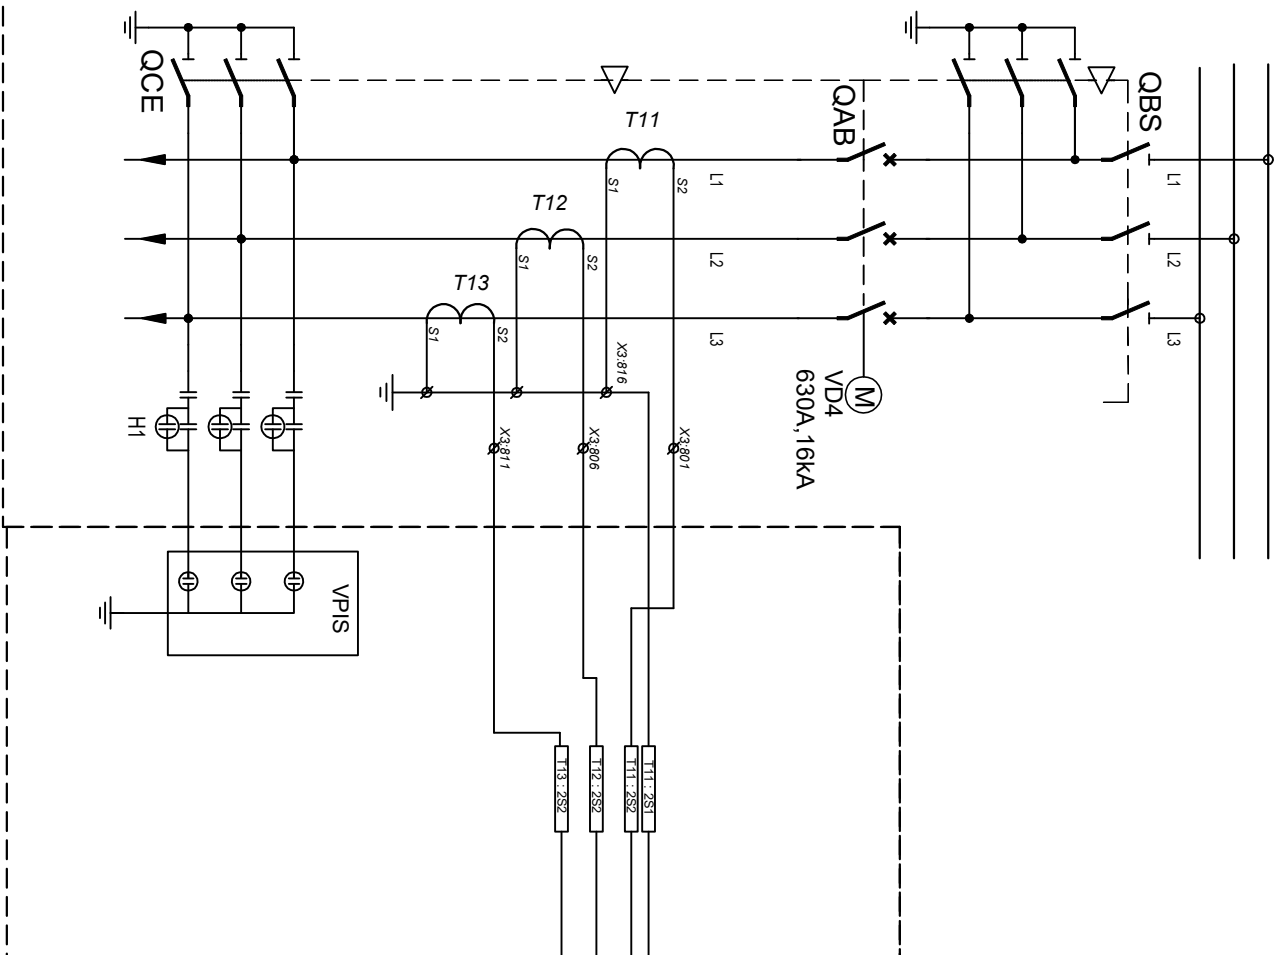 QCE
QAB
QBS
T11
S1
S2
L1
L1
T12
S1
S2
L2
L2
T13
S1
S2
L3
L3
X3:816
VD4
630A,16kA
M
H1
X3:811
X3:806
X3:801
VPIS
T13 : 2S2
T12 : 2S2
T11 : 2S2
T11 : 2S1